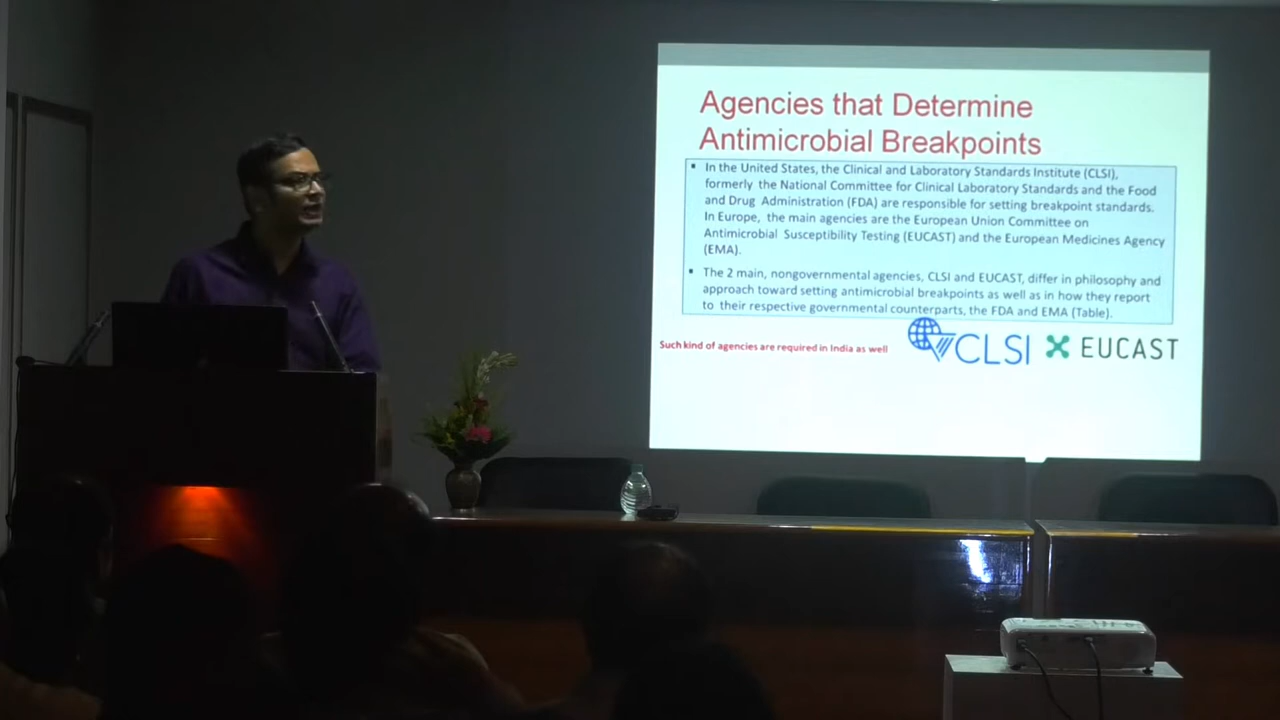 Agencies that Determine
Antimicrobial Breakpoints
▪ In the United States, the Clinical and Laboratory Standards Institute (CLSI),
formerly the National Committee for Clinical Laboratory Standards and the Food
and Drug Administration (FDA) are responsible for setting breakpoint standards.
In Europe, the main agencies are the European Union Committee on
Antimicrobial Susceptibility Testing (EUCAST) and the European Medicines Agency
(EMA).
▪ The 2 main, nongovernmental agencies, CLSI and EUCAST, differ in philosophy and
approach toward setting antimicrobial breakpoints as well as in how they report
to their respective governmental counterparts, the FDA and EMA (Table).
Such kind of agencies are required in India as well
CLSI
EUCAST